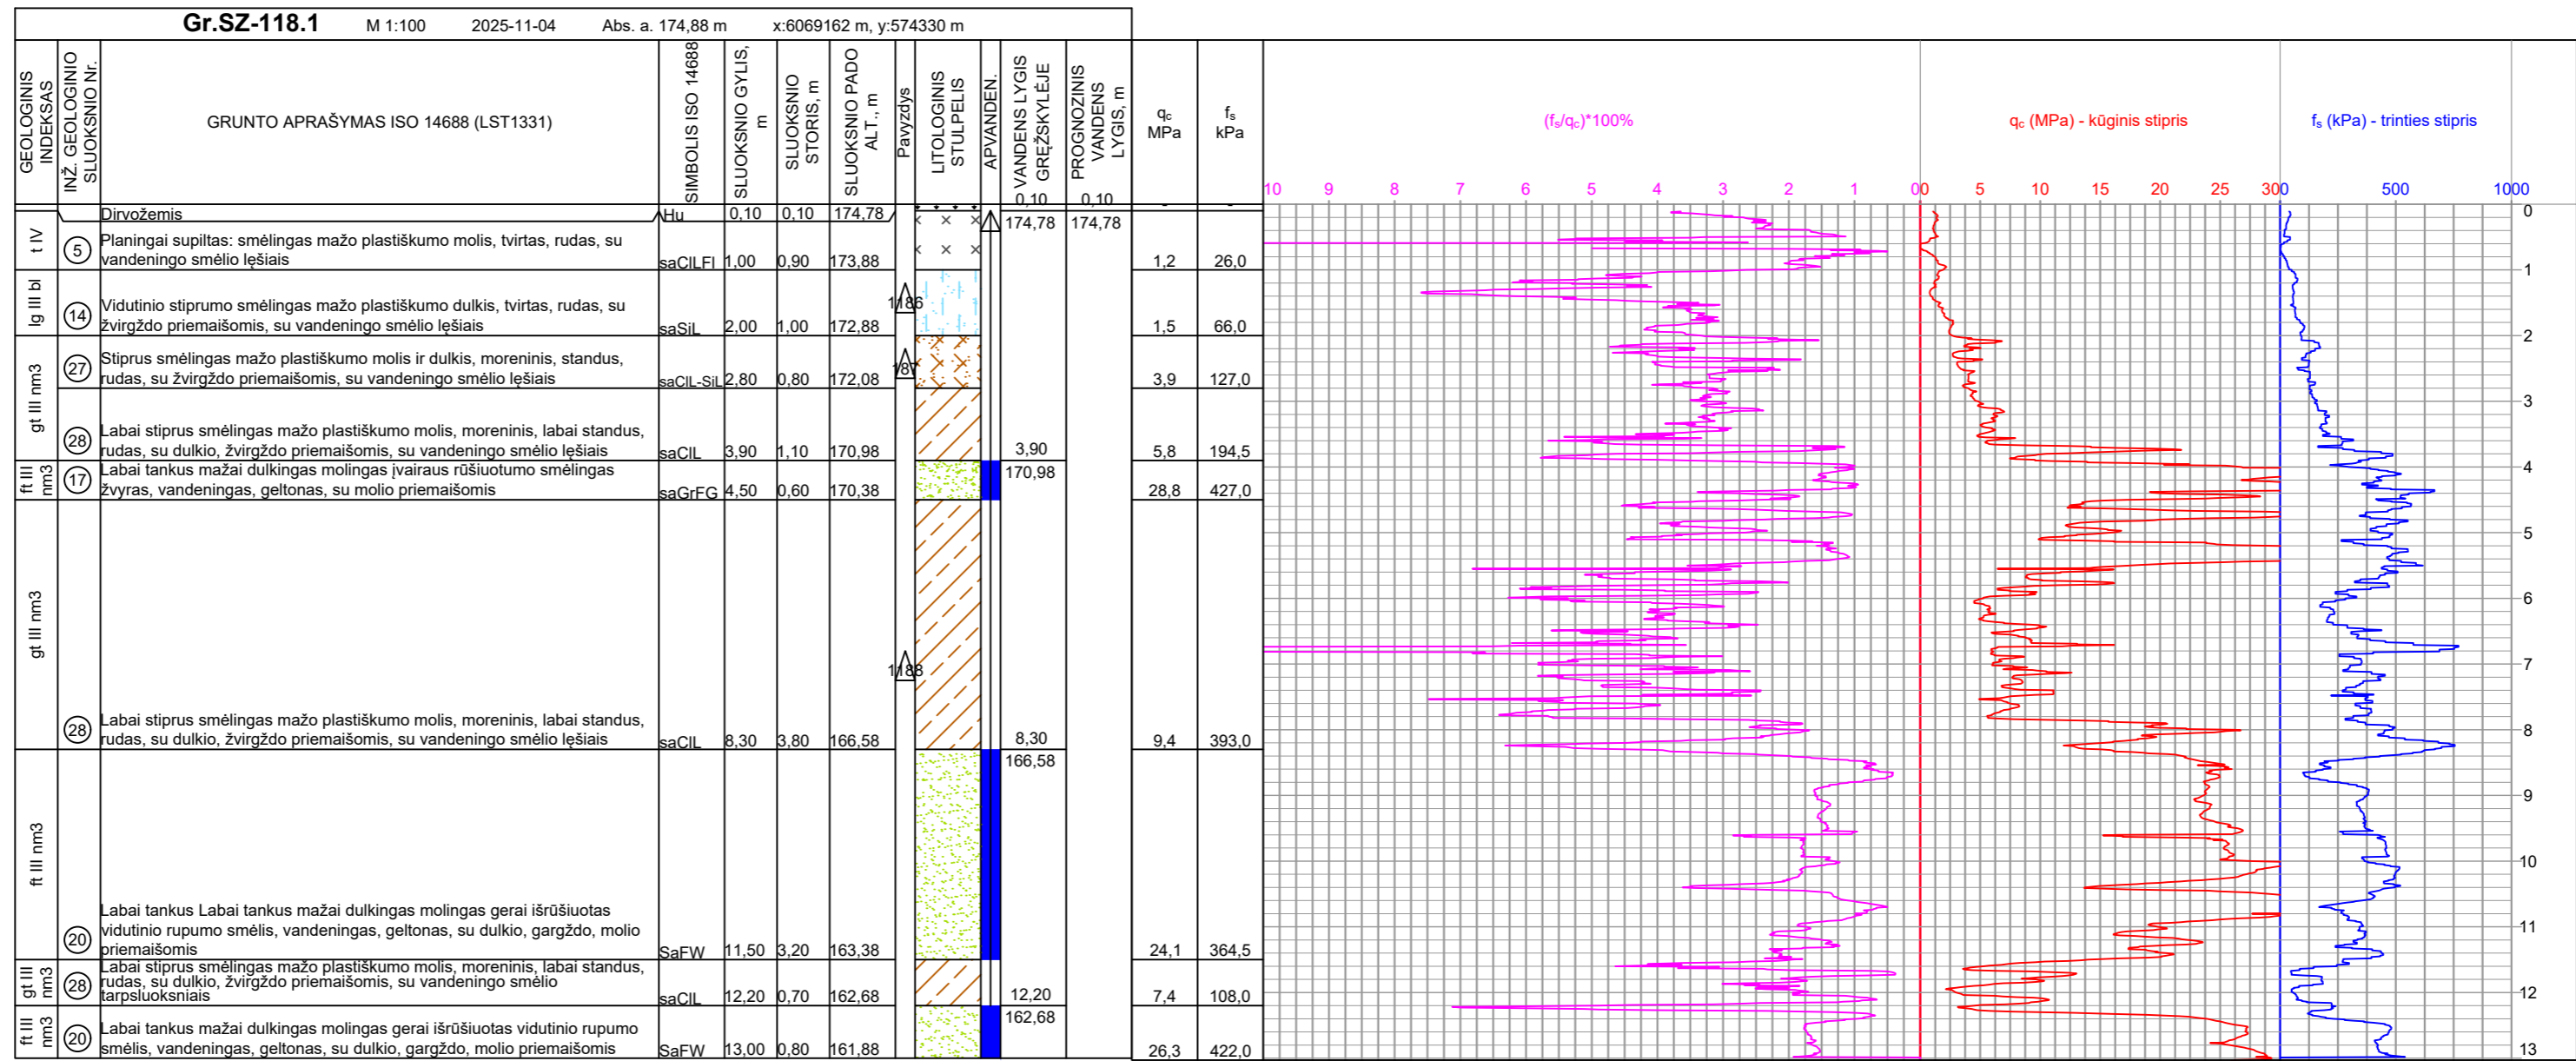 Gr.SZ-118.1 M 1:100 2025-11-04 Abs. a. 174,88 m x:6069162 m, y:574330 m
GEOLOGINIS INDEKSAS
INŽ. GEOLOGINIO SLUOKSNIO Nr.
GRUNTO APRAŠYMAS ISO 14688 (LST1331)
SIMBOLIS ISO 14688
SLUOKSNIO GYLIS, m
SLUOKSNIO STORIS, m
SLUOKSNIO PADO ALT., m
Pavyzdys
LITOLOGINIS STULPELIS
APVANDEN.
VANDENS LYGIS GRĘŽSKYLĖJE
PROGNOZINIS VANDENS LYGIS, m
qc MPa
fs kPa
(fs/qc)*100%
qc (MPa) - kūginis stipris
fs (kPa) - trinties stipris
10 9 8 7 6 5 4 3 2 1 0
0 5 10 15 20 25 30
0 500 1000
0,10 0,10
Dirvožemis Hu 0,10 0,10 174,78
174,78 174,78
t IV
5
Planingai supiltas: smėlingas mažo plastiškumo molis, tvirtas, rudas, su
vandeningo smėlio lęšiais
saClLFl 1,00 0,90 173,88 1,2 26,0
lg III bl
14
Vidutinio stiprumo smėlingas mažo plastiškumo dulkis, tvirtas, rudas, su
žvirgždo priemaišomis, su vandeningo smėlio lęšiais
saSiL 2,00 1,00 172,88 1186 1,5 66,0
gt III nm3
27
Stiprus smėlingas mažo plastiškumo molis ir dulkis, moreninis, standus,
rudas, su žvirgždo priemaišomis, su vandeningo smėlio lęšiais
saClL-SiL 2,80 0,80 172,08 3,9 127,0
28
Labai stiprus smėlingas mažo plastiškumo molis, moreninis, labai standus,
rudas, su dulkio, žvirgždo priemaišomis, su vandeningo smėlio lęšiais
saClL 3,90 1,10 170,98 3,90 5,8 194,5
ft III nm3
17
Labai tankus mažai dulkingas molingas įvairaus rūšiuotumo smėlingas
žvyras, vandeningas, geltonas, su molio priemaišomis
saGrFG 4,50 0,60 170,38 170,98 28,8 427,0
gt III nm3
1188
28
Labai stiprus smėlingas mažo plastiškumo molis, moreninis, labai standus,
rudas, su dulkio, žvirgždo priemaišomis, su vandeningo smėlio lęšiais
saClL 8,30 3,80 166,58 8,30 9,4 393,0
166,58
ft III nm3
20
Labai tankus Labai tankus mažai dulkingas molingas gerai išrūšiuotas
vidutinio rupumo smėlis, vandeningas, geltonas, su dulkio, gargždo, molio
priemaišomis
SaFW 11,50 3,20 163,38 24,1 364,5
gt III nm3
28
Labai stiprus smėlingas mažo plastiškumo molis, moreninis, labai standus,
rudas, su dulkio, žvirgždo priemaišomis, su vandeningo smėlio
tarpsluoksniais
saClL 12,20 0,70 162,68 12,20 7,4 108,0
ft III nm3
20
162,68
Labai tankus mažai dulkingas molingas gerai išrūšiuotas vidutinio rupumo
smėlis, vandeningas, geltonas, su dulkio, gargždo, molio priemaišomis
SaFW 13,00 0,80 161,88 26,3 422,0
0
1
2
3
4
5
6
7
8
9
10
11
12
13